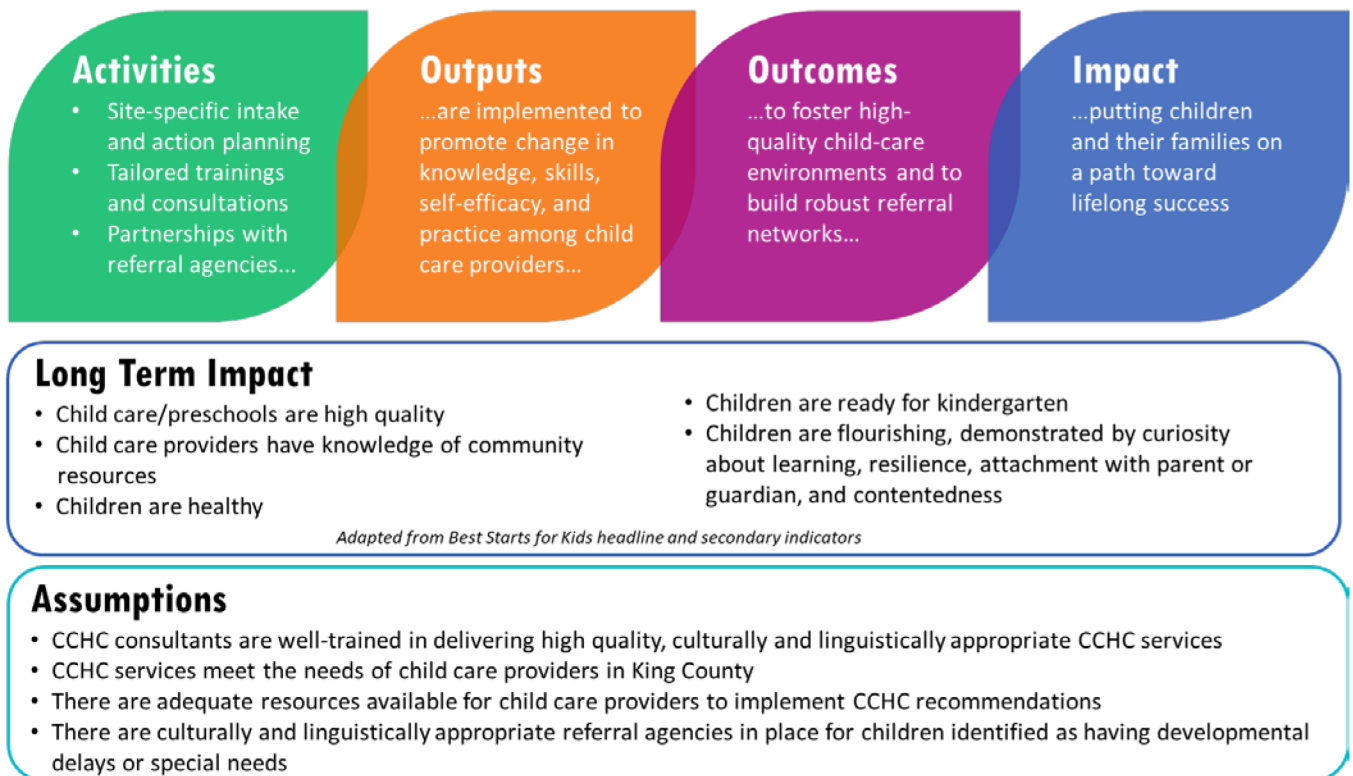 Activities
• Site-specific intake
and action planning
• Tailored trainings
and consultations
• Partnerships with
referral agencies...
Outputs
...are implemented to
promote change in
knowledge, skills,
self-efficacy, and
practice among child
care providers...
Outcomes
...to foster high-
quality child-care
environments and to
build robust referral
networks...
Impact
...putting children
and their families on
a path toward
lifelong success
Long Term Impact
• Child care/preschools are high quality
• Child care providers have knowledge of community
resources
• Children are healthy
• Children are ready for kindergarten
• Children are flourishing, demonstrated by curiosity
about learning, resilience, attachment with parent or
guardian, and contentedness
Adapted from Best Starts for Kids headline and secondary indicators
Assumptions
• CCHC consultants are well-trained in delivering high quality, culturally and linguistically appropriate CCHC services
• CCHC services meet the needs of child care providers in King County
• There are adequate resources available for child care providers to implement CCHC recommendations
• There are culturally and linguistically appropriate referral agencies in place for children identified as having developmental
delays or special needs